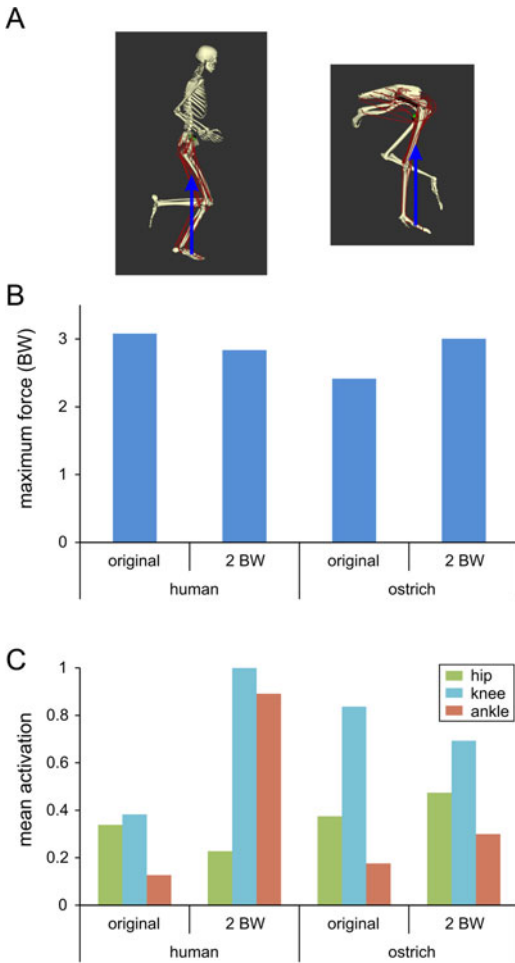 A
B
maximum force (BW)
3
2
1
0
original
2 BW
original
2 BW
human
ostrich
C
mean activation
1
0.8
0.6
0.4
0.2
0
hip
knee
ankle
original
2 BW
original
2 BW
human
ostrich